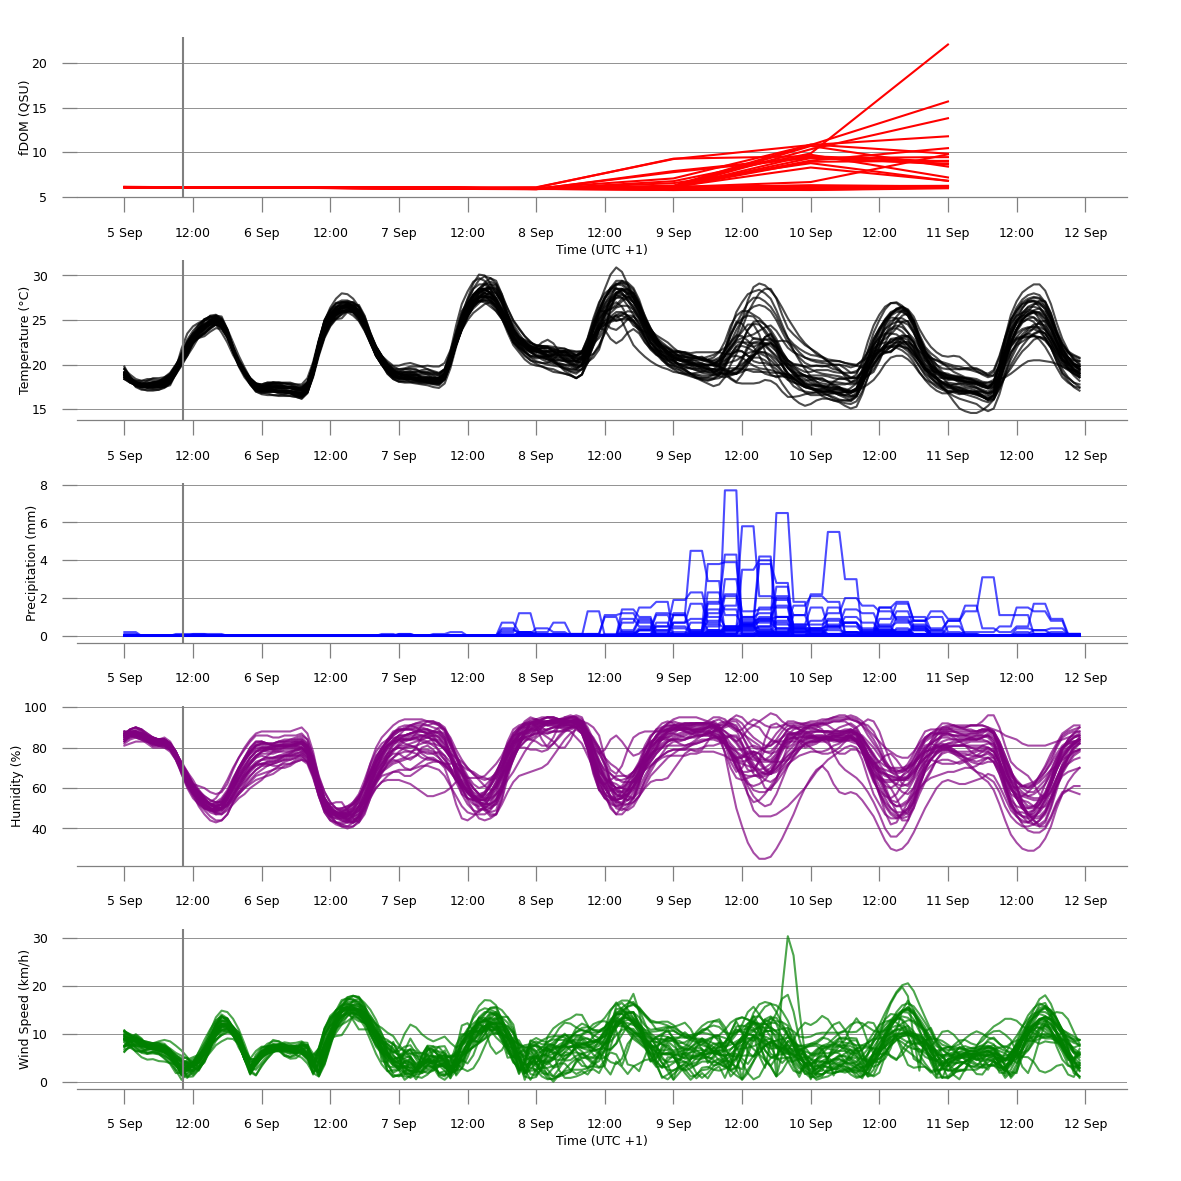 fDOM (QSU)
20
15
10
5
5 Sep 12:00 6 Sep 12:00 7 Sep 12:00 8 Sep 12:00 9 Sep 12:00 10 Sep 12:00 11 Sep 12:00 12 Sep
Time (UTC +1)
Temperature (°C)
30
25
20
15
5 Sep 12:00 6 Sep 12:00 7 Sep 12:00 8 Sep 12:00 9 Sep 12:00 10 Sep 12:00 11 Sep 12:00 12 Sep
Precipitation (mm)
8
6
4
2
0
5 Sep 12:00 6 Sep 12:00 7 Sep 12:00 8 Sep 12:00 9 Sep 12:00 10 Sep 12:00 11 Sep 12:00 12 Sep
Humidity (%)
100
80
60
40
5 Sep 12:00 6 Sep 12:00 7 Sep 12:00 8 Sep 12:00 9 Sep 12:00 10 Sep 12:00 11 Sep 12:00 12 Sep
Wind Speed (km/h)
30
20
10
0
5 Sep 12:00 6 Sep 12:00 7 Sep 12:00 8 Sep 12:00 9 Sep 12:00 10 Sep 12:00 11 Sep 12:00 12 Sep
Time (UTC +1)